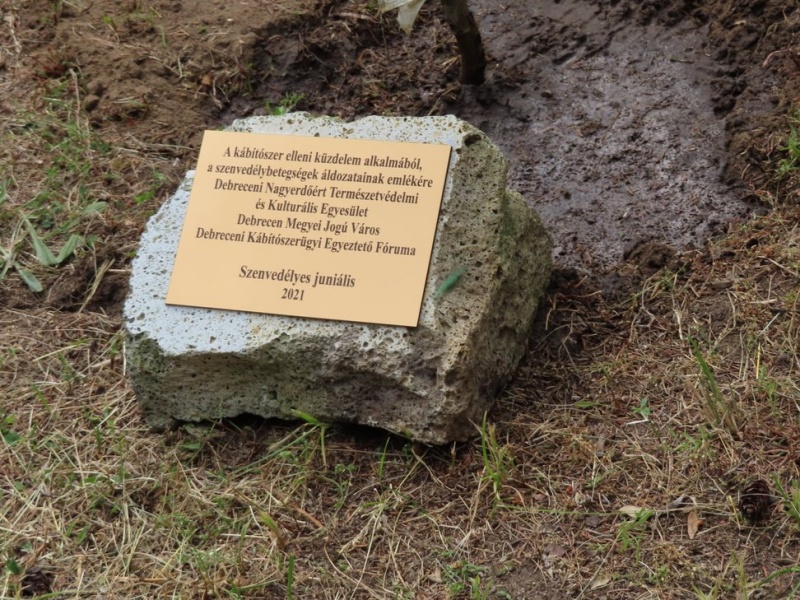 A kábítószer elleni küzdelem alkalmából,
a szenvedélybetegségek áldozatainak emlékére
Debreceni Nagyerdőért Természetvédelmi
és Kulturális Egyesület
Debrecen Megyei Jogú Város
Debreceni Kábítószerügyi Egyeztető Fóruma
Szenvedélyes juniális
2021